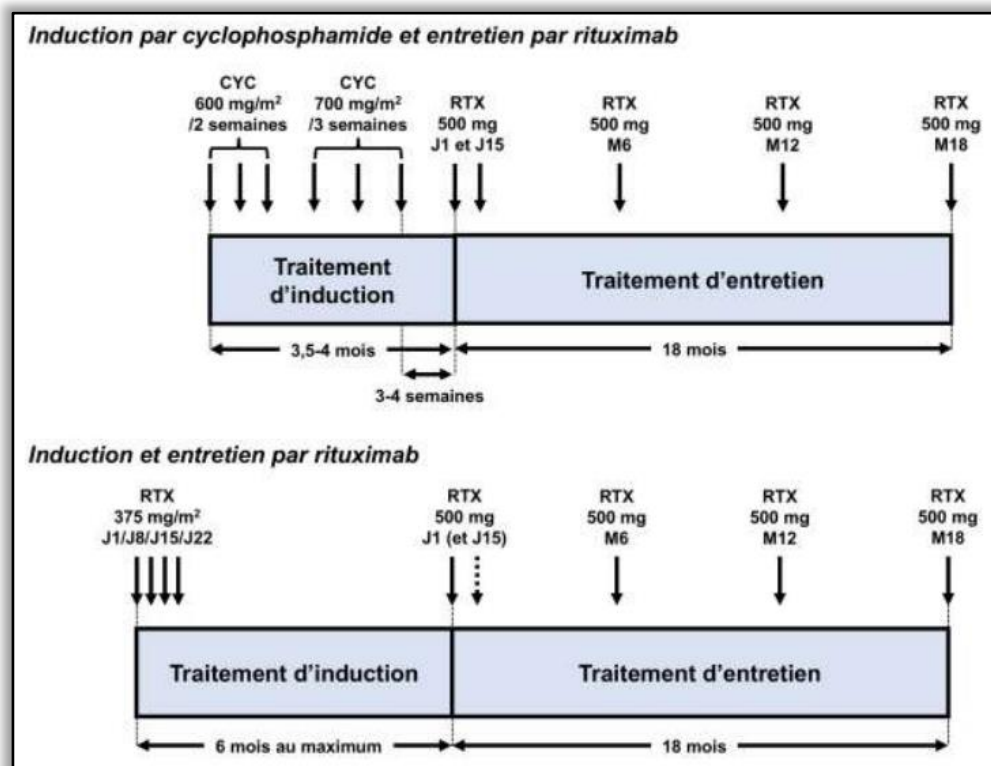 Induction par cyclophosphamide et entretien par rituximab
CYC
600 mg/m²
/2 semaines
CYC
700 mg/m²
/3 semaines
RTX
500 mg
J1 et J15
RTX
500 mg
M6
RTX
500 mg
M12
RTX
500 mg
M18
Traitement
d'induction
Traitement d'entretien
3,5-4 mois
18 mois
3-4 semaines
Induction et entretien par rituximab
RTX
375 mg/m²
J1/J8/J15/J22
RTX
500 mg
J1 (et J15)
RTX
500 mg
M6
RTX
500 mg
M12
RTX
500 mg
M18
Traitement d'induction
Traitement d'entretien
6 mois au maximum
18 mois